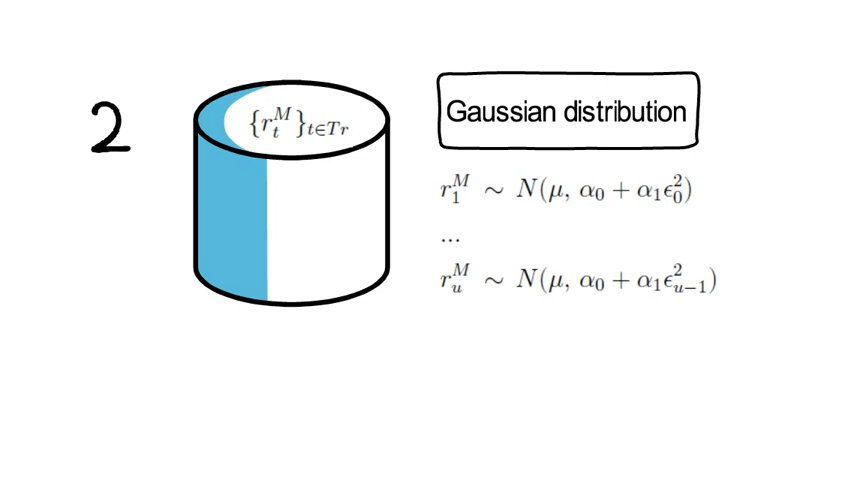 2
{r_t^M}_{t∈Tr}
Gaussian distribution
r_1^M ∼ N(μ, α_0 + α_1ϵ_0^2)
...
r_u^M ∼ N(μ, α_0 + α_1ϵ_{u−1}^2)